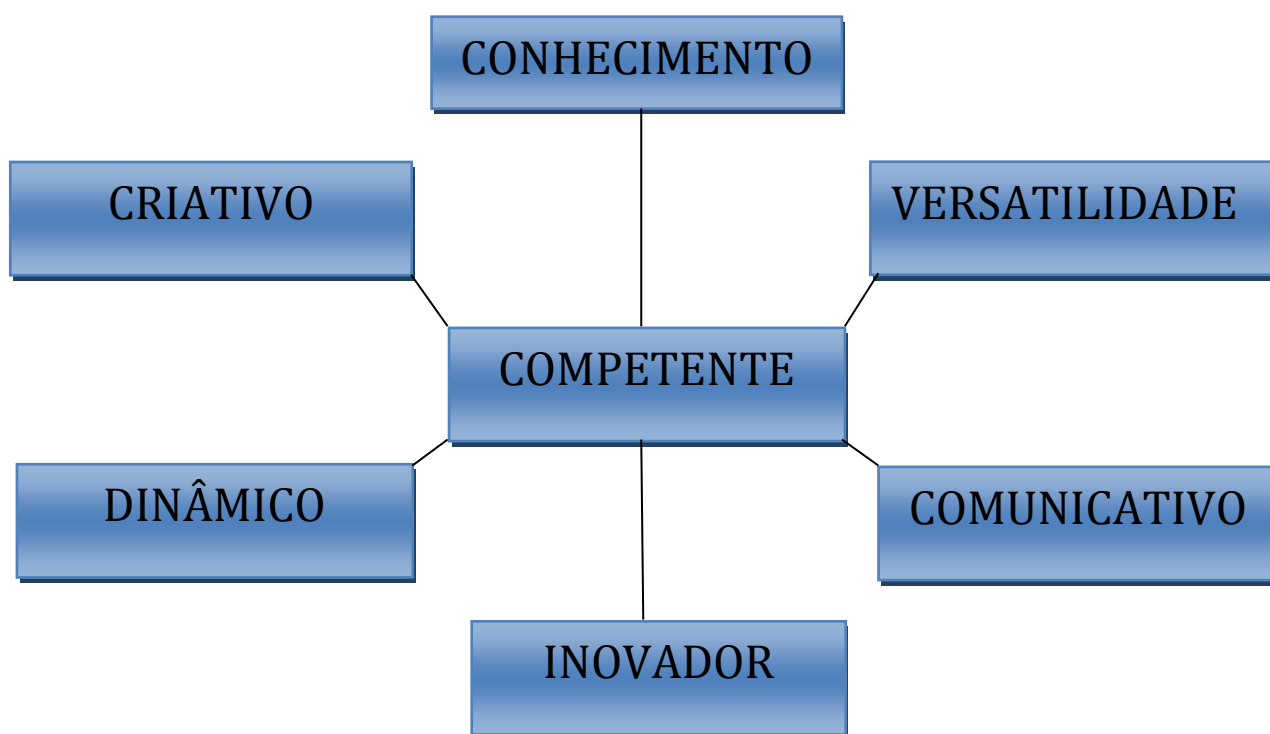 CONHECIMENTO
CRIATIVO
VERSATILIDADE
COMPETENTE
DINÂMICO
COMUNICATIVO
INOVADOR